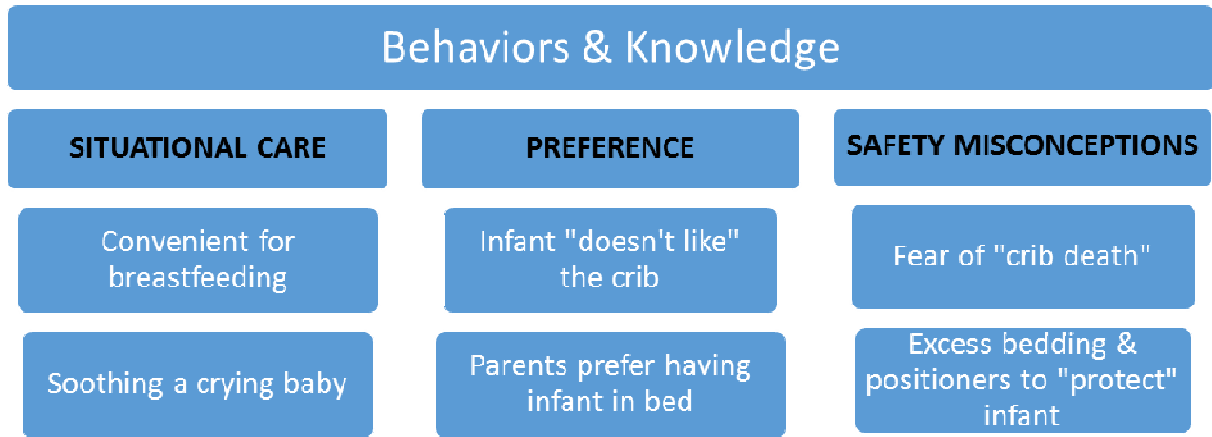 Behaviors & Knowledge
SITUATIONAL CARE
PREFERENCE
SAFETY MISCONCEPTIONS
Convenient for
breastfeeding
Infant "doesn't like"
the crib
Fear of "crib death"
Soothing a crying baby
Parents prefer having
infant in bed
Excess bedding &
positioners to "protect"
infant